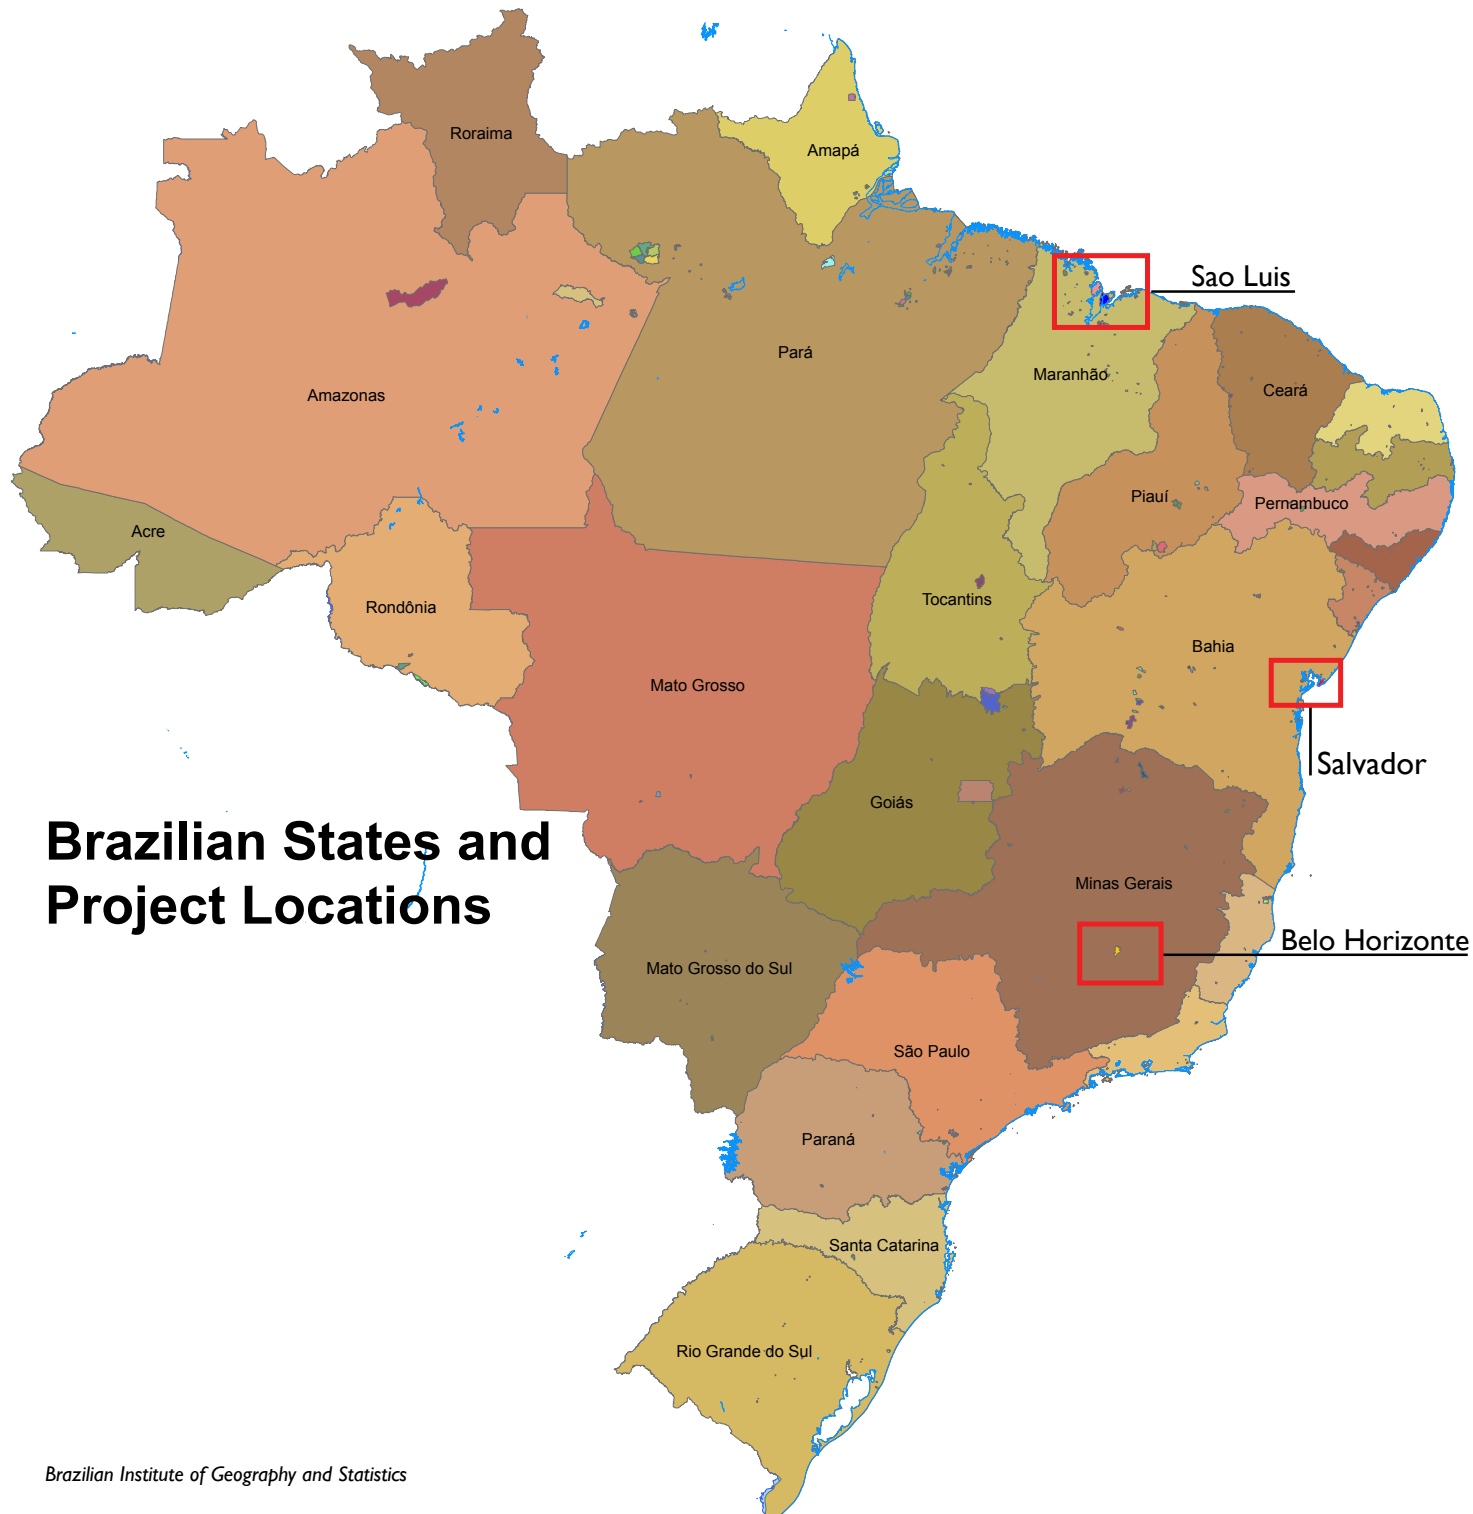 Roraima
Amapá
Sao Luis
Pará
Maranhão
Ceará
Amazonas
Piauí
Pernambuco
Acre
Tocantins
Rondônia
Bahia
Mato Grosso
Salvador
Goiás
Brazilian States and
Project Locations
Minas Gerais
Belo Horizonte
Mato Grosso do Sul
São Paulo
Paraná
Santa Catarina
Rio Grande do Sul
Brazilian Institute of Geography and Statistics